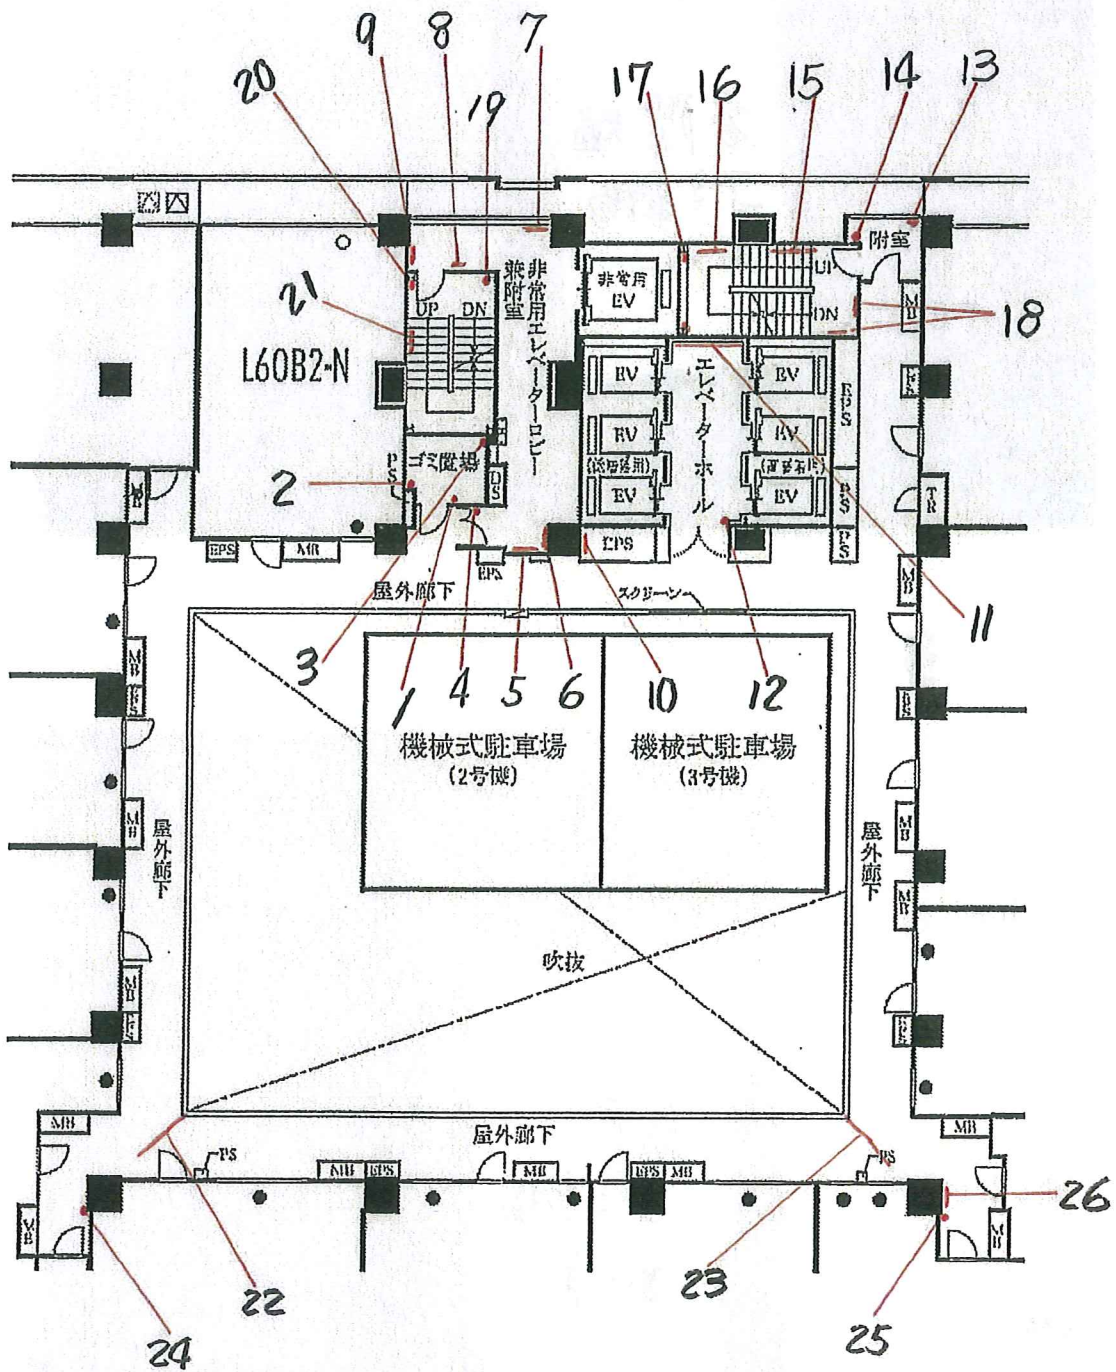 9
8
7
20
19
17
16
15
14
13
附室
非常用
EV
UP
DN
非常用エレベーターロビー
兼附室
21
UP
DN
MB
18
L60B2-N
エレベーターホール
EV
EV
EPS
EV
EV
PS
ゴミ置場
DS
2
EV
EV
EPS
MB
EPS
EPS
屋外廊下
スクリーン
MB
11
3
1
4
5
6
10
12
MB
機械式駐車場
(2号機)
機械式駐車場
(3号機)
MB
屋外廊下
MB
屋外廊下
MB
吹抜
MB
MB
屋外廊下
MB
PS
MB
EPS
MB
EPS
MB
PS
26
MB
MB
22
23
24
25